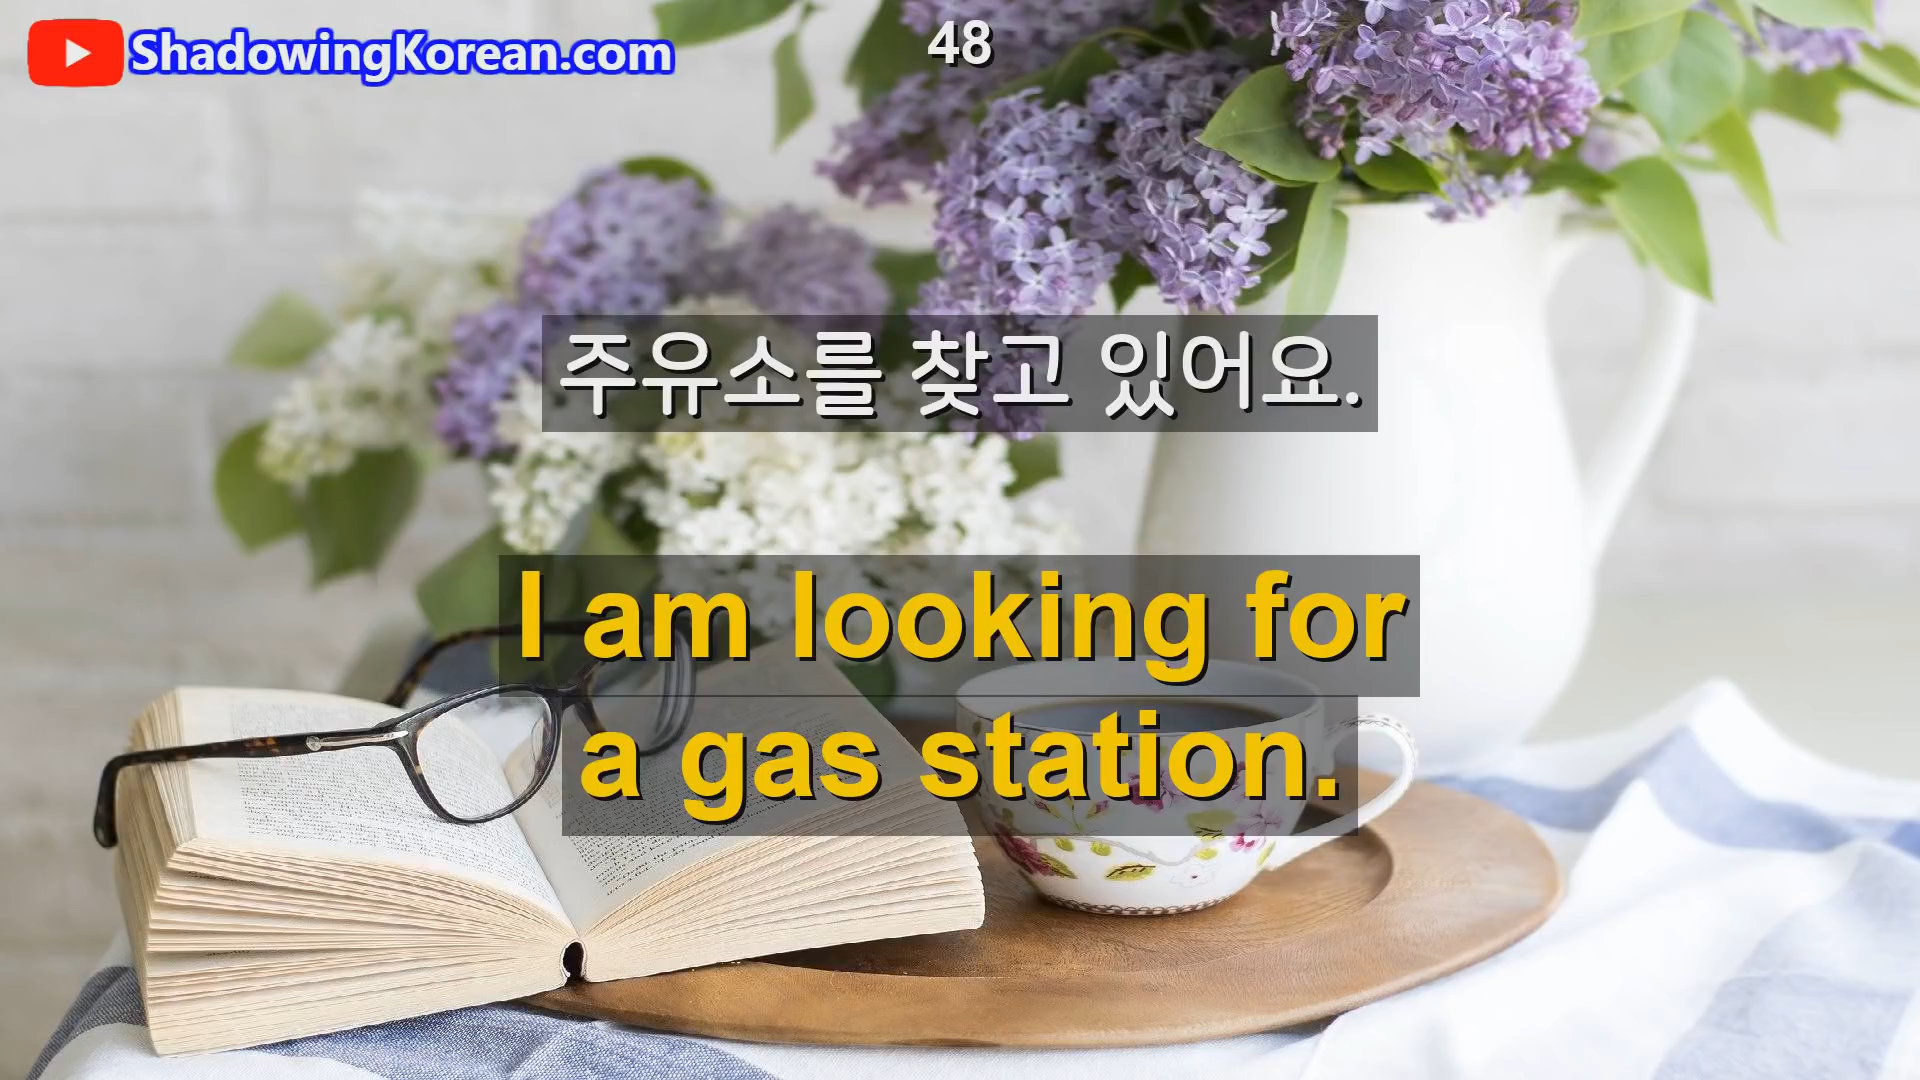 ShadowingKorean.com
48
주유소를 찾고 있어요.
I am looking for
a gas station.